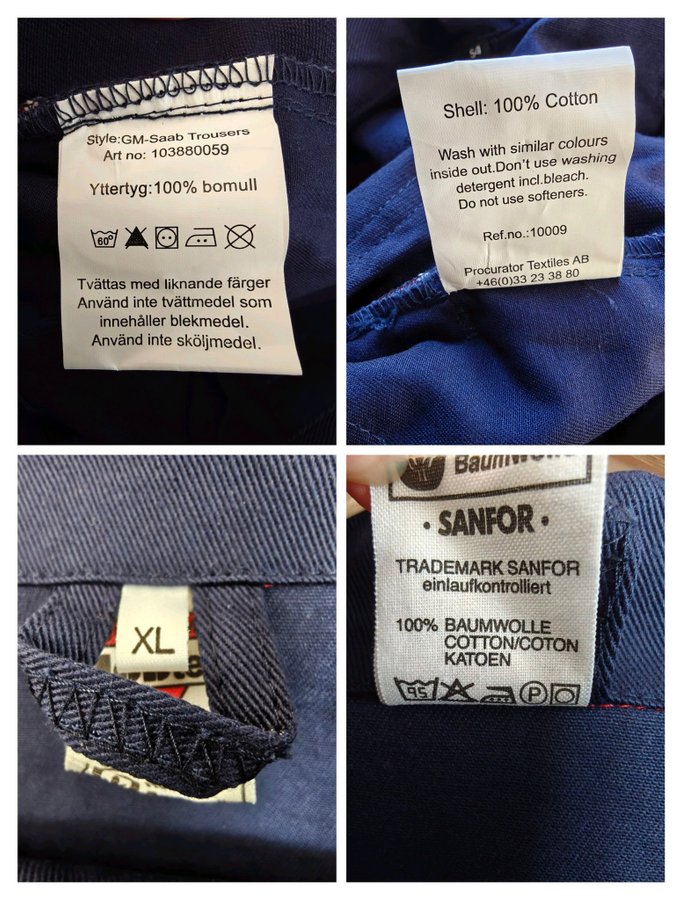 Style:GM-Saab Trousers
Art no: 103880059
Yttertyg:100% bomull
60°
Tvättas med liknande färger
Använd inte tvättmedel som
innehåller blekmedel.
Använd inte sköljmedel.
Shell: 100% Cotton
Wash with similar colours
inside out.Don't use washing
detergent incl.bleach.
Do not use softeners.
Ref.no.:10009
Procurator Textiles AB
+46(0)33 23 38 80
XL
· SANFOR ·
TRADEMARK SANFOR
einlaufkontrolliert
100% BAUMWOLLE
COTTON/COTON
KATOEN
95 P